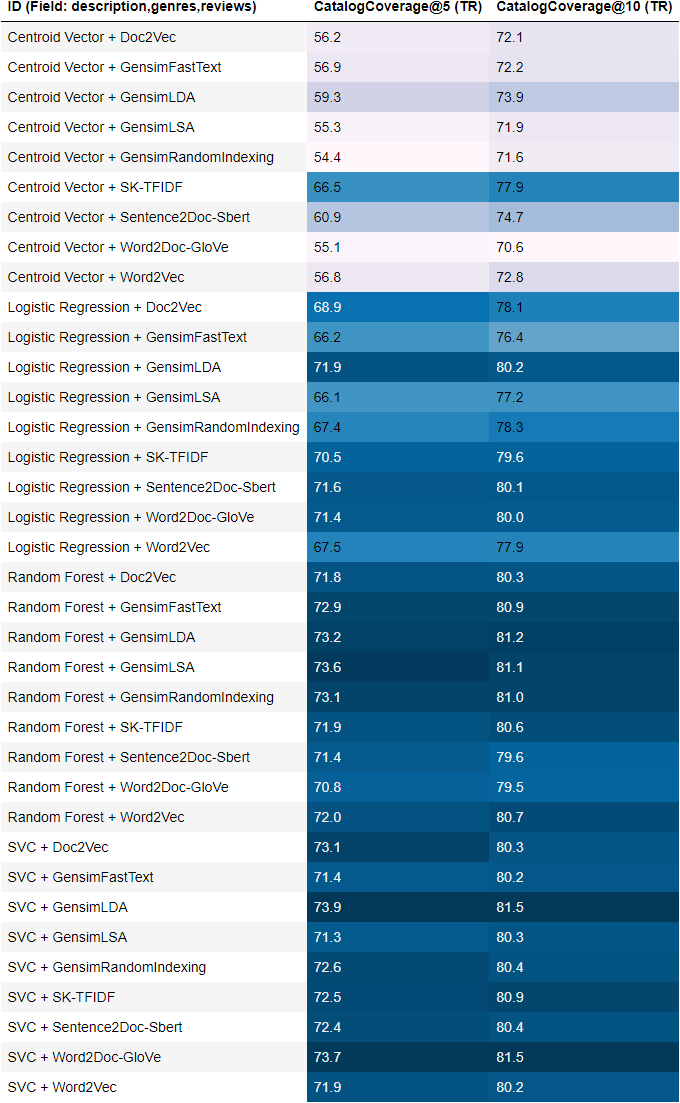 ID (Field: description,genres,reviews) CatalogCoverage@5 (TR) CatalogCoverage@10 (TR)
Centroid Vector + Doc2Vec 56.2 72.1
Centroid Vector + GensimFastText 56.9 72.2
Centroid Vector + GensimLDA 59.3 73.9
Centroid Vector + GensimLSA 55.3 71.9
Centroid Vector + GensimRandomIndexing 54.4 71.6
Centroid Vector + SK-TFIDF 66.5 77.9
Centroid Vector + Sentence2Doc-Sbert 60.9 74.7
Centroid Vector + Word2Doc-GloVe 55.1 70.6
Centroid Vector + Word2Vec 56.8 72.8
Logistic Regression + Doc2Vec 68.9 78.1
Logistic Regression + GensimFastText 66.2 76.4
Logistic Regression + GensimLDA 71.9 80.2
Logistic Regression + GensimLSA 66.1 77.2
Logistic Regression + GensimRandomIndexing 67.4 78.3
Logistic Regression + SK-TFIDF 70.5 79.6
Logistic Regression + Sentence2Doc-Sbert 71.6 80.1
Logistic Regression + Word2Doc-GloVe 71.4 80.0
Logistic Regression + Word2Vec 67.5 77.9
Random Forest + Doc2Vec 71.8 80.3
Random Forest + GensimFastText 72.9 80.9
Random Forest + GensimLDA 73.2 81.2
Random Forest + GensimLSA 73.6 81.1
Random Forest + GensimRandomIndexing 73.1 81.0
Random Forest + SK-TFIDF 71.9 80.6
Random Forest + Sentence2Doc-Sbert 71.4 79.6
Random Forest + Word2Doc-GloVe 70.8 79.5
Random Forest + Word2Vec 72.0 80.7
SVC + Doc2Vec 73.1 80.3
SVC + GensimFastText 71.4 80.2
SVC + GensimLDA 73.9 81.5
SVC + GensimLSA 71.3 80.3
SVC + GensimRandomIndexing 72.6 80.4
SVC + SK-TFIDF 72.5 80.9
SVC + Sentence2Doc-Sbert 72.4 80.4
SVC + Word2Doc-GloVe 73.7 81.5
SVC + Word2Vec 71.9 80.2